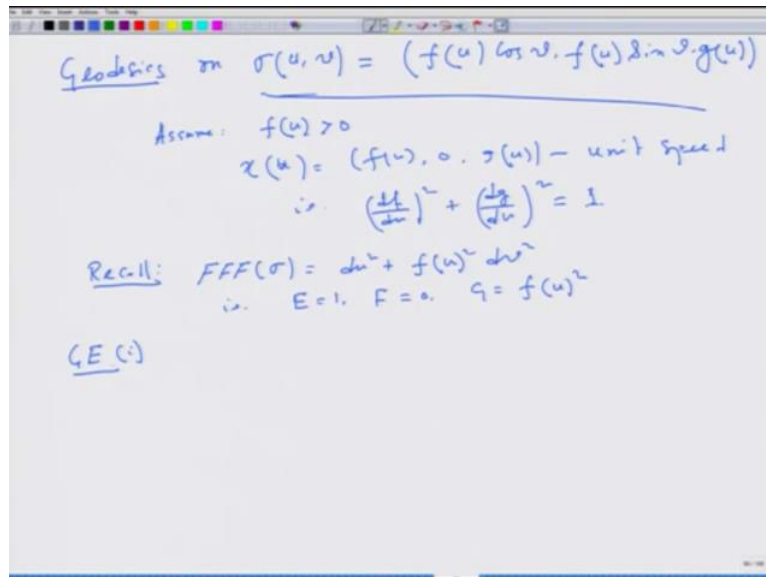 Geodesics on σ(u, v) = (f(u) Cos v, f(u) Sin v, g(u))
Assume: f(u) > 0
x(u) = (f(u), 0, g(u)) - unit speed
i.e. (df/du)² + (dg/du)² = 1
Recall: FFF(σ) = du² + f(u)² dv²
i.e. E = 1, F = 0, G = f(u)²
GE (i)